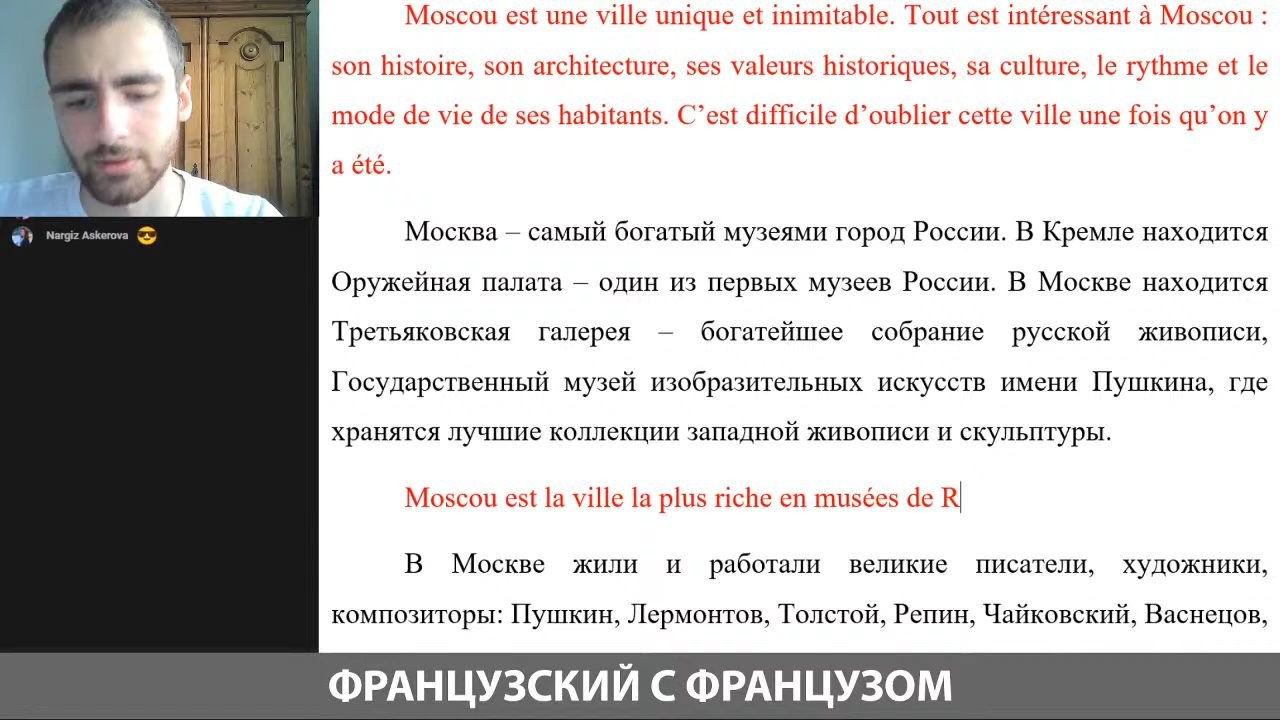 Moscou est une ville unique et inimitable. Tout est intéressant à Moscou :
son histoire, son architecture, ses valeurs historiques, sa culture, le rythme et le
mode de vie de ses habitants. C’est difficile d’oublier cette ville une fois qu’on y
a été.
Nargiz Askerova 😎
Москва – самый богатый музеями город России. В Кремле находится
Оружейная палата – один из первых музеев России. В Москве находится
Третьяковская галерея – богатейшее собрание русской живописи,
Государственный музей изобразительных искусств имени Пушкина, где
хранятся лучшие коллекции западной живописи и скульптуры.
Moscou est la ville la plus riche en musées de R
В Москве жили и работали великие писатели, художники,
композиторы: Пушкин, Лермонтов, Толстой, Репин, Чайковский, Васнецов,
ФРАНЦУЗСКИЙ С ФРАНЦУЗОМ